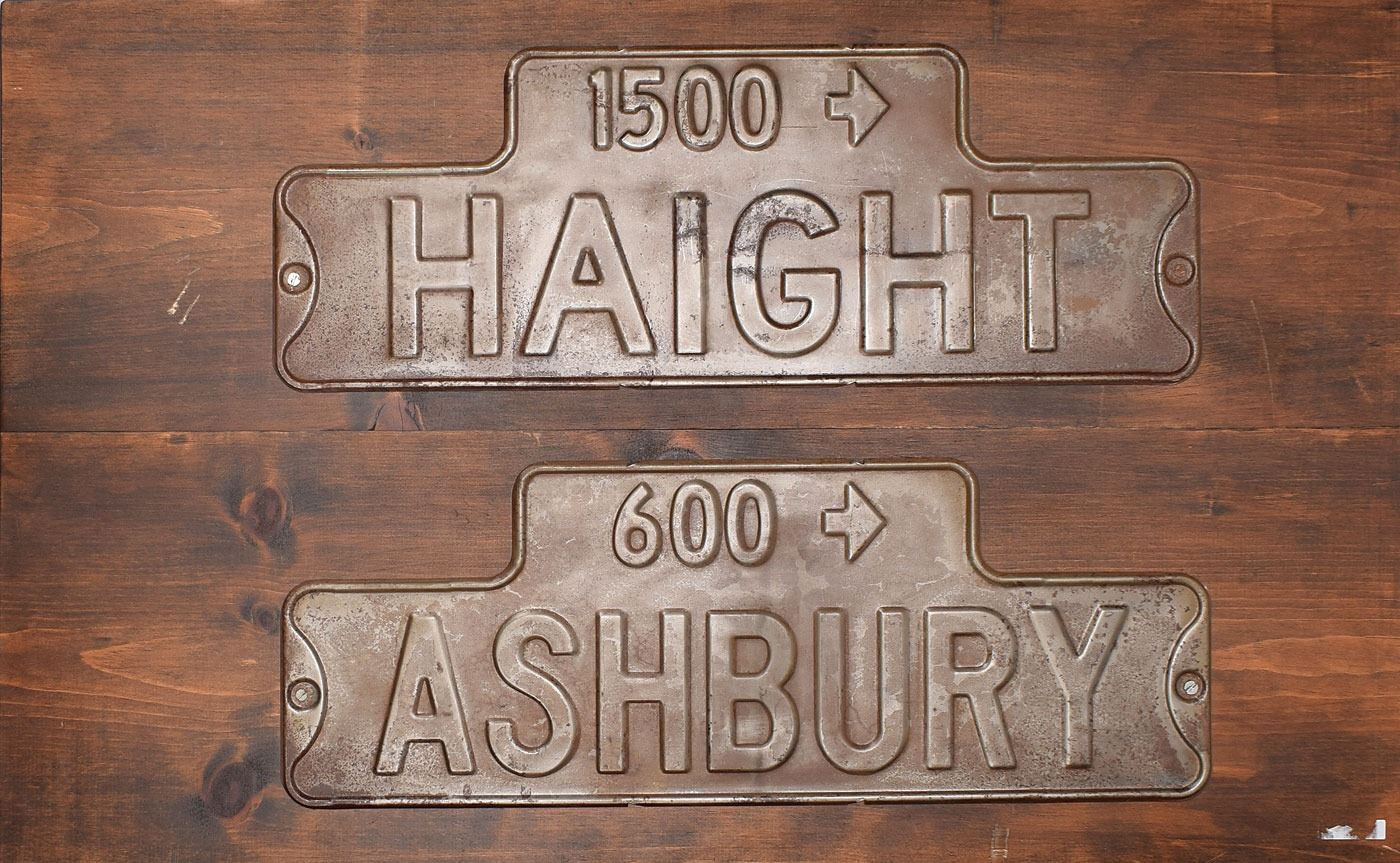 1500 →
HAIGHT
600 →
ASHBURY